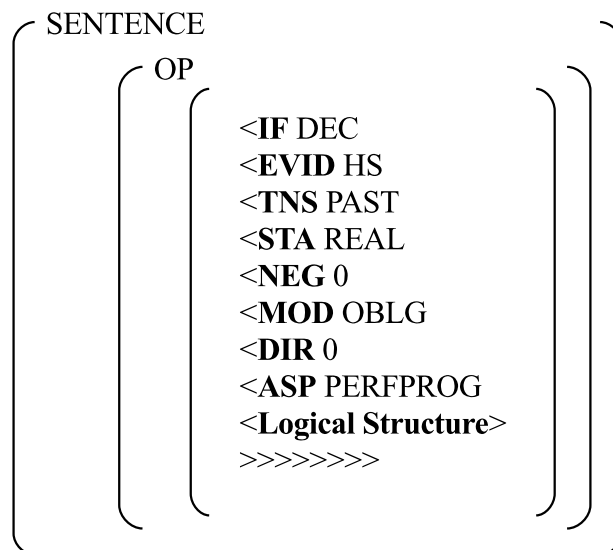 SENTENCE
OP
<IF DEC
<EVID HS
<TNS PAST
<STA REAL
<NEG 0
<MOD OBLG
<DIR 0
<ASP PERFPROG
<Logical Structure>
>>>>>>>>